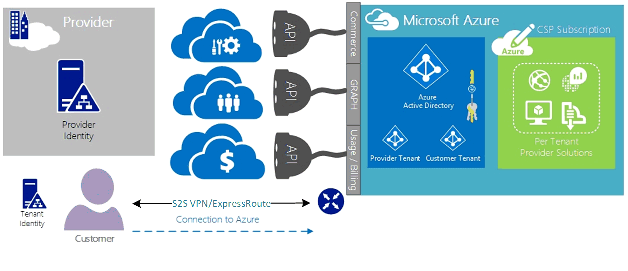 Provider
Provider
Identity
API
API
API
Commerce
GRAPH
Usage / Billing
Microsoft Azure
Azure
Active Directory
Provider Tenant
Customer Tenant
CSP Subscription
Azure
Per Tenant
Provider Solutions
Tenant
Identity
Customer
S2S VPN/ExpressRoute
Connection to Azure